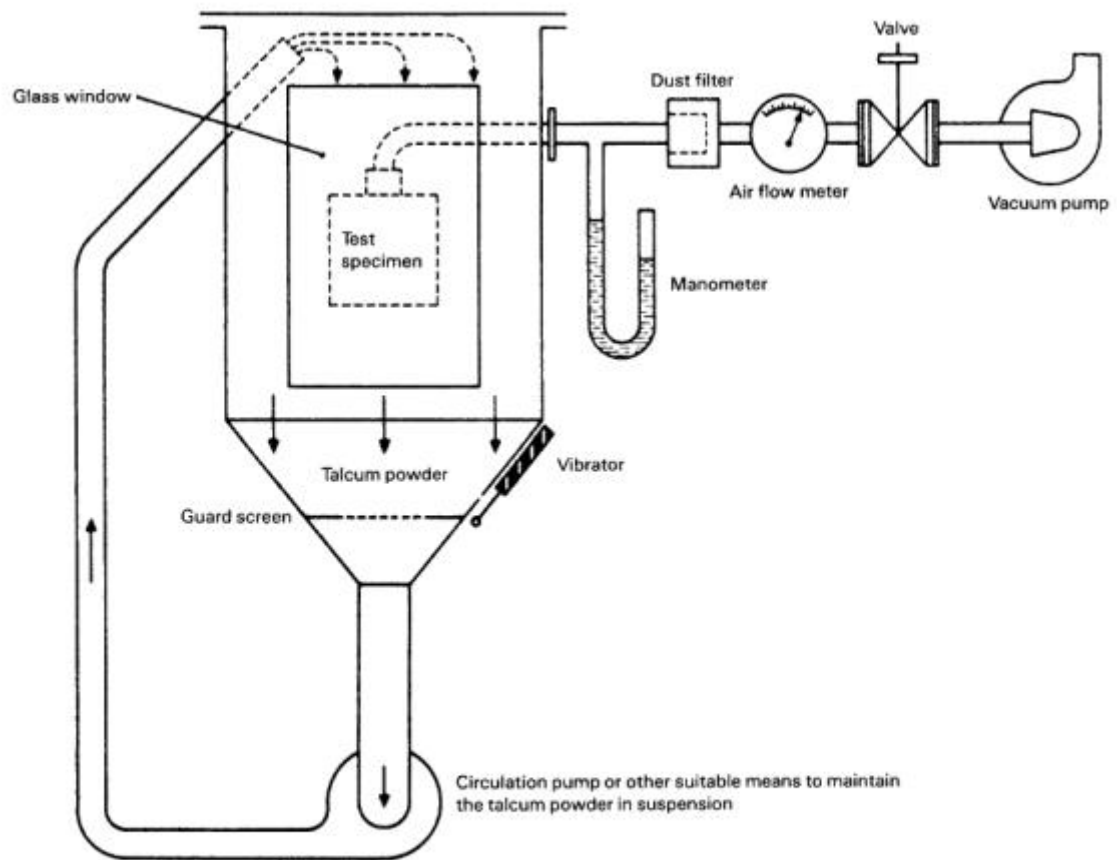 Valve
Dust filter
Glass window
Air flow meter
Vacuum pump
Test
specimen
Manometer
Talcum powder
Vibrator
Guard screen
Circulation pump or other suitable means to maintain
the talcum powder in suspension